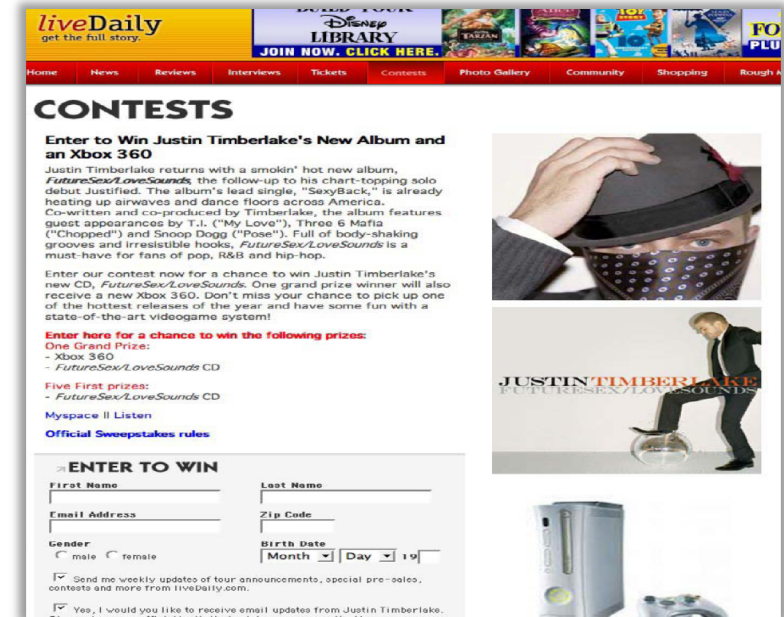 liveDaily
get the full story.
BUILD YOUR
Disney
LIBRARY
JOIN NOW. CLICK HERE.
TARZAN
TOY
STORY
FO
PLU
Home News Reviews Interviews Tickets Contests Photo Gallery Community Shopping Rough M
CONTESTS
Enter to Win Justin Timberlake's New Album and
an Xbox 360
Justin Timberlake returns with a smokin' hot new album,
FutureSex/LoveSounds, the follow-up to his chart-topping solo
debut Justified. The album's lead single, "SexyBack," is already
heating up airwaves and dance floors across America.
Co-written and co-produced by Timberlake, the album features
guest appearances by T.I. ("My Love"), Three 6 Mafia
("Chopped") and Snoop Dogg ("Pose"). Full of body-shaking
grooves and irresistible hooks, FutureSex/LoveSounds is a
must-have for fans of pop, R&B and hip-hop.
Enter our contest now for a chance to win Justin Timberlake's
new CD, FutureSex/LoveSounds. One grand prize winner will also
receive a new Xbox 360. Don't miss your chance to pick up one
of the hottest releases of the year and have some fun with a
state-of-the-art videogame system!
Enter here for a chance to win the following prizes:
One Grand Prize:
- Xbox 360
- FutureSex/LoveSounds CD
Five First prizes:
- FutureSex/LoveSounds CD
Myspace || Listen
Official Sweepstakes rules
JUSTIN TIMBERLAKE
FUTURESEX/LOVESOUNDS
ENTER TO WIN
First Name Last Name
Email Address Zip Code
Gender Birth Date
male female Month Day 19
Send me weekly updates of tour announcements, special pre-sales,
contests and more from liveDaily.com.
Yes, I would you like to receive email updates from Justin Timberlake.